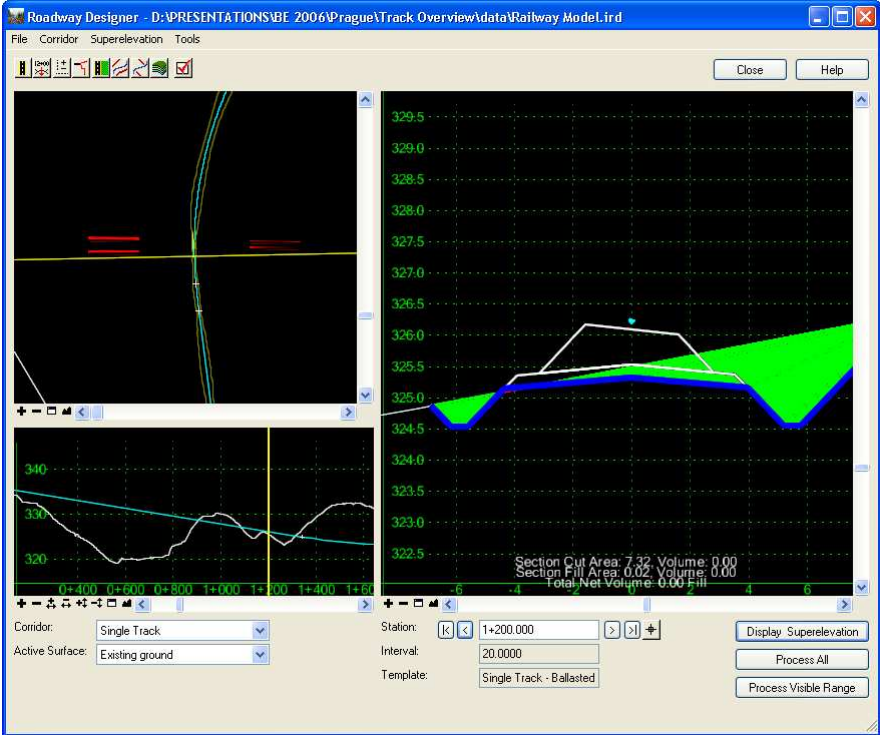 Roadway Designer - D:\PRESENTATIONS\BE 2006\Prague\Track Overview\data\Railway Model.ird
File Corridor Superelevation Tools
Close Help
329.5
329.0
328.5
328.0
327.5
327.0
326.5
326.0
325.5
325.0
324.5
324.0
323.5
323.0
322.5
Section Cut Area: 7.32, Volume: 0.00
Section Fill Area: 0.02, Volume: 0.00
Total Net Volume: 0.00 Fill
-6 -4 -2 0 2 4 6
340
330
320
0+400 0+600 0+800 1+000 1+200 1+400 1+60
Corridor: Single Track
Active Surface: Existing ground
Station: 1+200.000
Interval: 20.0000
Template: Single Track - Ballasted
Display Superelevation
Process All
Process Visible Range